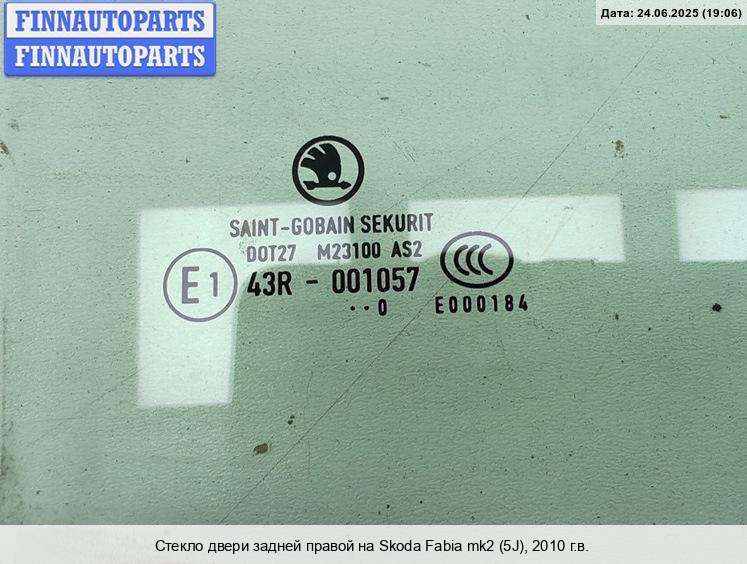 FINNAUTOPARTS
FINNAUTOPARTS
Дата: 24.06.2025 (19:06)
SAINT-GOBAIN SEKURIT
DOT27 M23100 AS2
E1 43R - 001057
CCC
··0 E000184
Стекло двери задней правой на Skoda Fabia mk2 (5J), 2010 г.в.